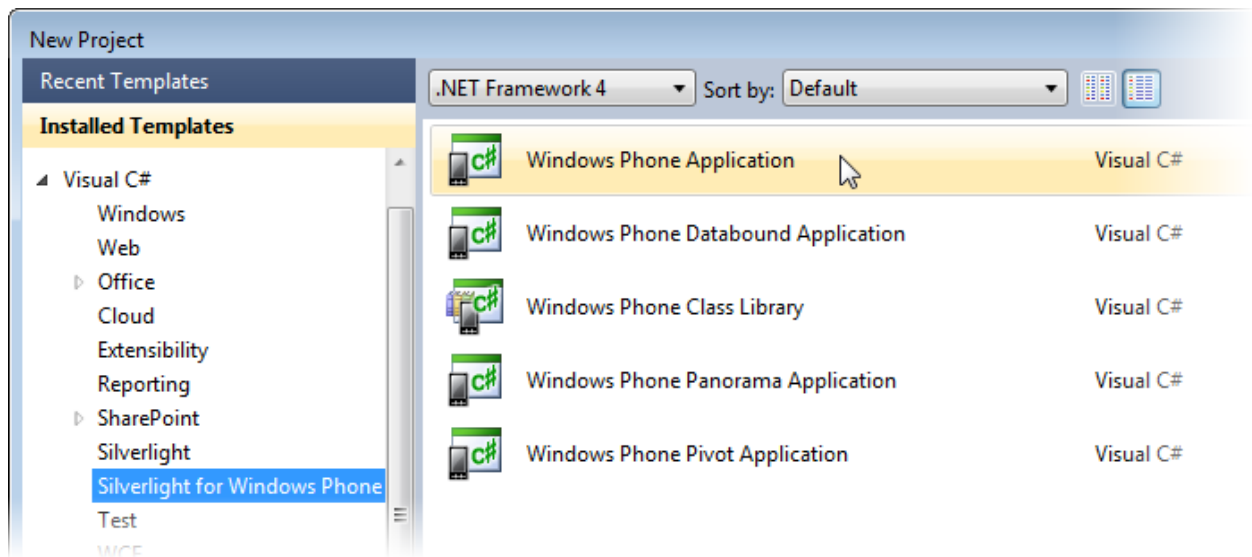 New Project
Recent Templates
Installed Templates
Visual C#
Windows
Web
Office
Cloud
Extensibility
Reporting
SharePoint
Silverlight
Silverlight for Windows Phone
Test
WCF
.NET Framework 4 Sort by: Default
Windows Phone Application Visual C#
Windows Phone Databound Application Visual C#
Windows Phone Class Library Visual C#
Windows Phone Panorama Application Visual C#
Windows Phone Pivot Application Visual C#